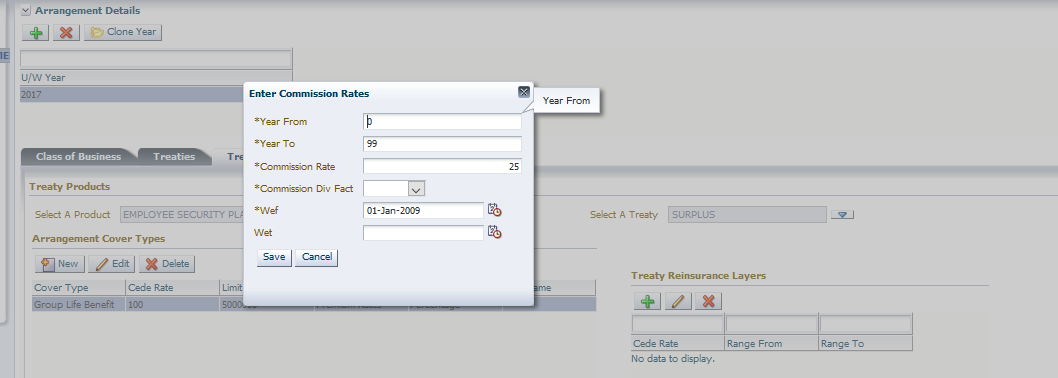 Arrangement Details
Clone Year
U/W Year
2017
Enter Commission Rates
Year From
*Year From 0
*Year To 99
*Commission Rate 25
*Commission Div Fact
*Wef 01-Jan-2009
Wet
Save Cancel
Class of Business Treaties
Treaty Products
Select A Product EMPLOYEE SECURITY PLA Select A Treaty SURPLUS
Arrangement Cover Types
New Edit Delete
Treaty Reinsurance Layers
Cover Type Cede Rate Limit
Group Life Benefit 100
Cede Rate Range From Range To
No data to display.